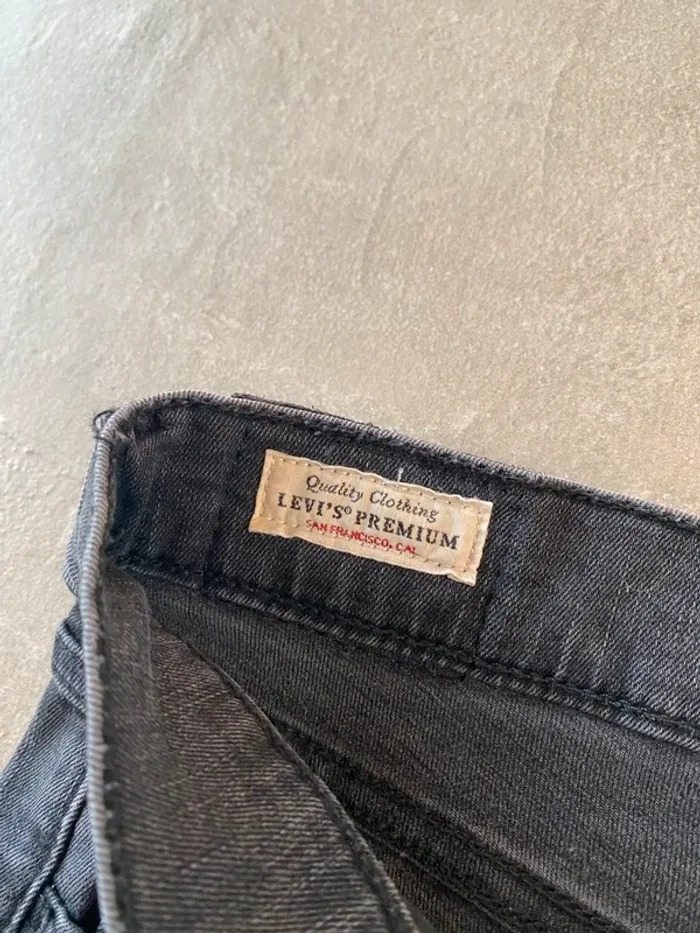 Quality Clothing
LEVI'S® PREMIUM
SAN FRANCISCO, CAL